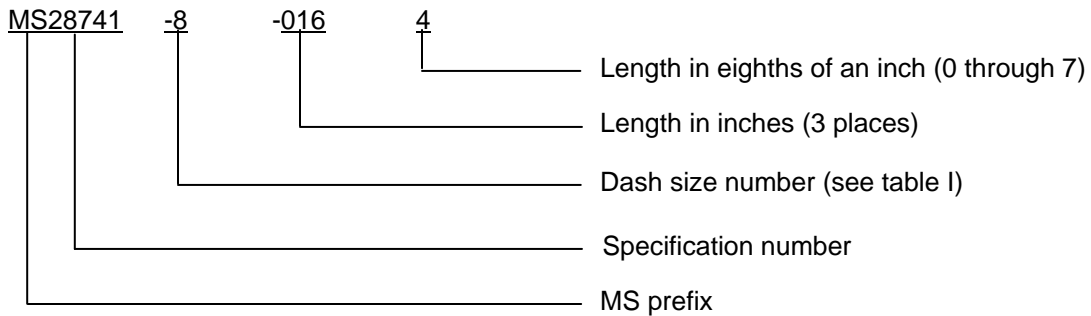 MS28741 -8 -016 4
Length in eighths of an inch (0 through 7)
Length in inches (3 places)
Dash size number (see table I)
Specification number
MS prefix